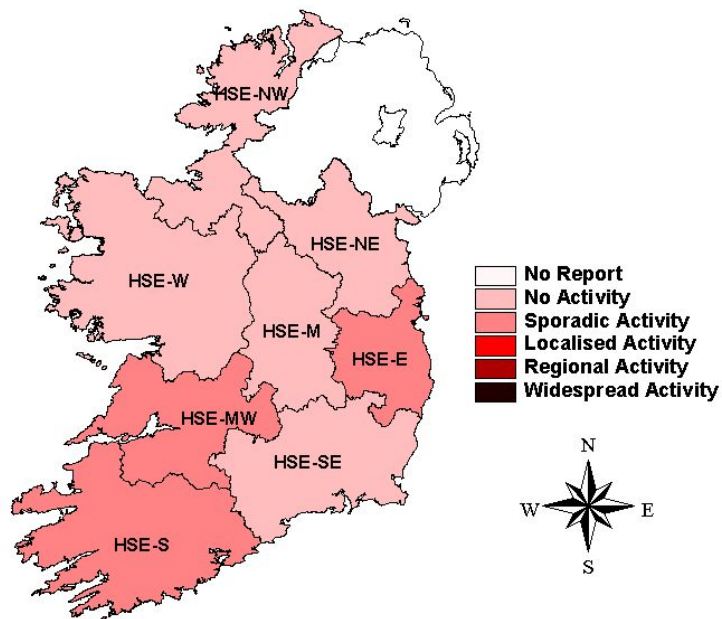 HSE-NW
HSE-NE
HSE-W
HSE-M
HSE-E
HSE-MW
HSE-SE
HSE-S
No Report
No Activity
Sporadic Activity
Localised Activity
Regional Activity
Widespread Activity
N
W E
S